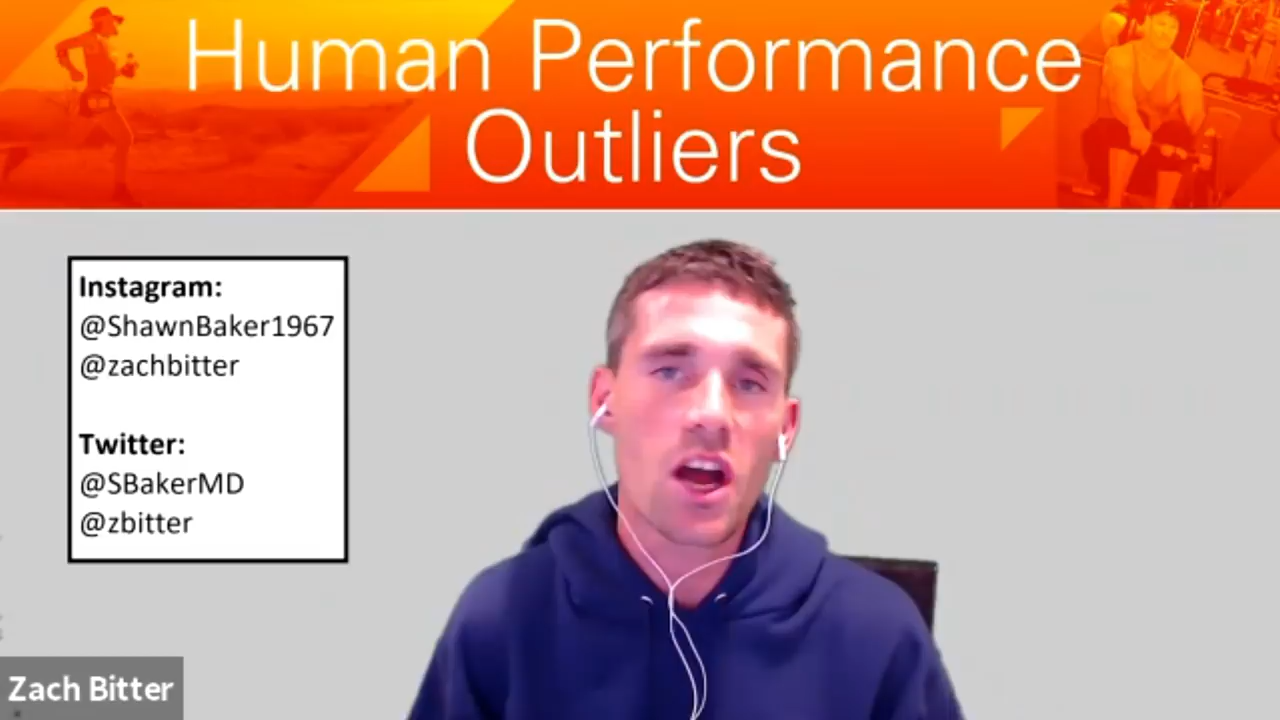 Human Performance
Outliers
Instagram:
@ShawnBaker1967
@zachbitter
Twitter:
@SBakerMD
@zbitter
Zach Bitter